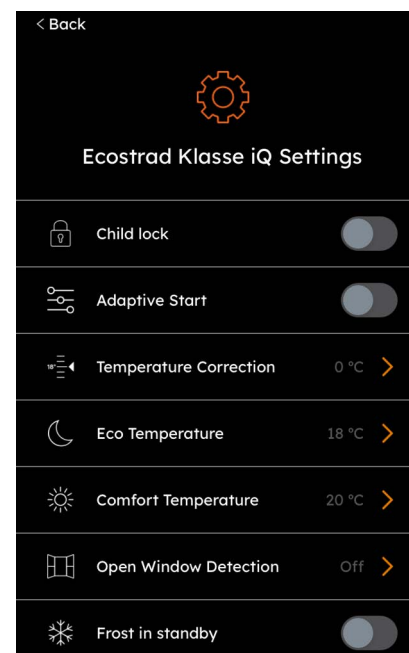 < Back
Ecostrad Klasse iQ Settings
Child lock
Adaptive Start
18° Temperature Correction 0 °C >
Eco Temperature 18 °C >
Comfort Temperature 20 °C >
Open Window Detection Off >
Frost in standby